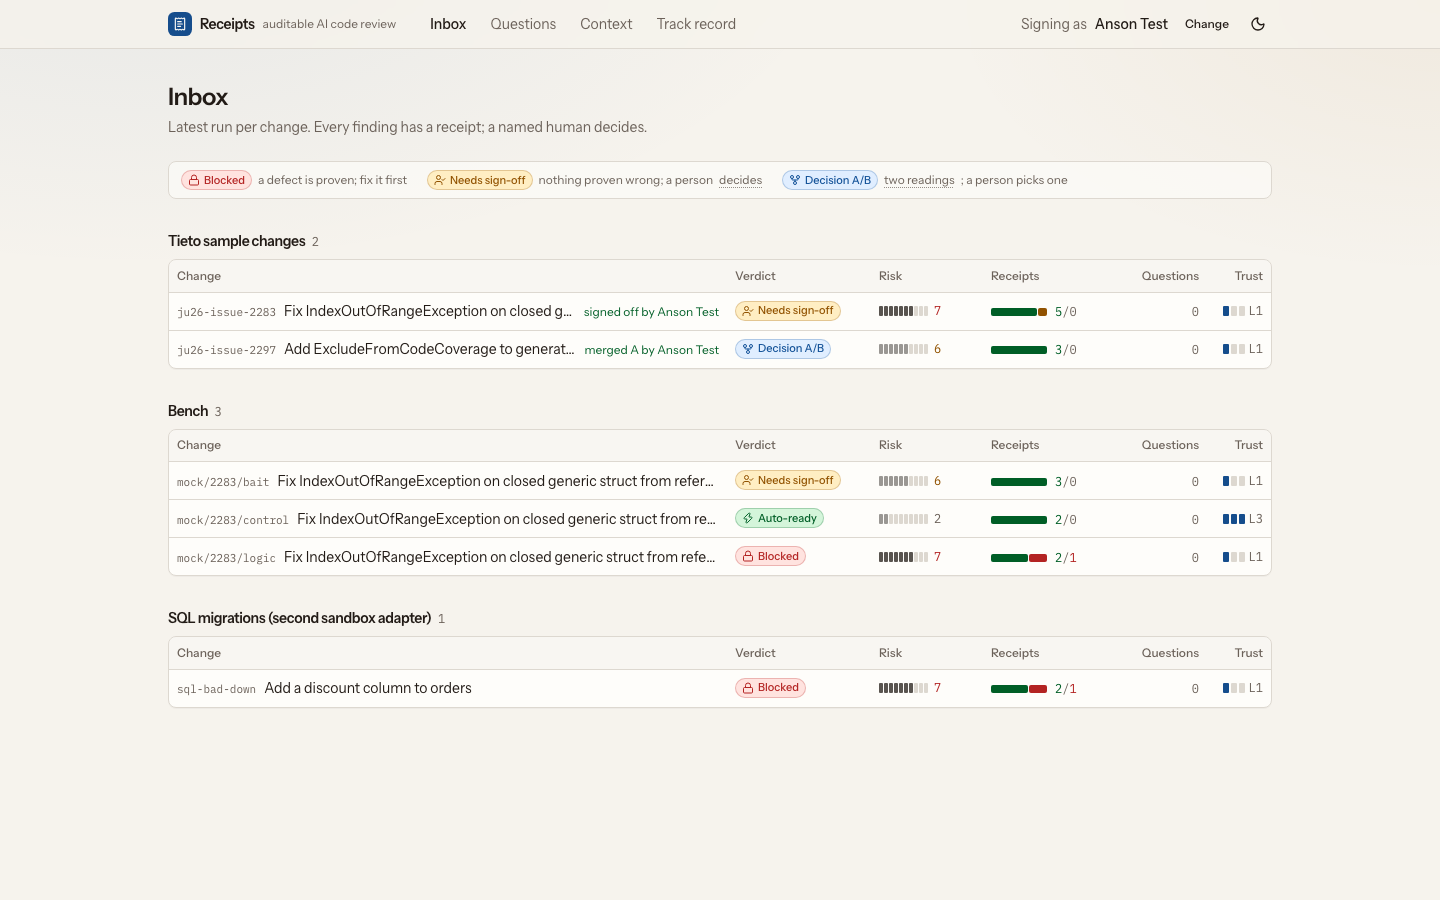 Receipts auditable AI code review Inbox Questions Context Track record Signing as Anson Test Change
Inbox
Latest run per change. Every finding has a receipt; a named human decides.
Blocked a defect is proven; fix it first Needs sign-off nothing proven wrong; a person decides Decision A/B two readings ; a person picks one
Tieto sample changes 2
Change Verdict Risk Receipts Questions Trust
ju26-issue-2283 Fix IndexOutOfRangeException on closed g... signed off by Anson Test Needs sign-off 7 5/0 0 L1
ju26-issue-2297 Add ExcludeFromCodeCoverage to generat... merged A by Anson Test Decision A/B 6 3/0 0 L1
Bench 3
Change Verdict Risk Receipts Questions Trust
mock/2283/bait Fix IndexOutOfRangeException on closed generic struct from refer... Needs sign-off 6 3/0 0 L1
mock/2283/control Fix IndexOutOfRangeException on closed generic struct from re... Auto-ready 2 2/0 0 L3
mock/2283/logic Fix IndexOutOfRangeException on closed generic struct from refe... Blocked 7 2/1 0 L1
SQL migrations (second sandbox adapter) 1
Change Verdict Risk Receipts Questions Trust
sql-bad-down Add a discount column to orders Blocked 7 2/1 0 L1